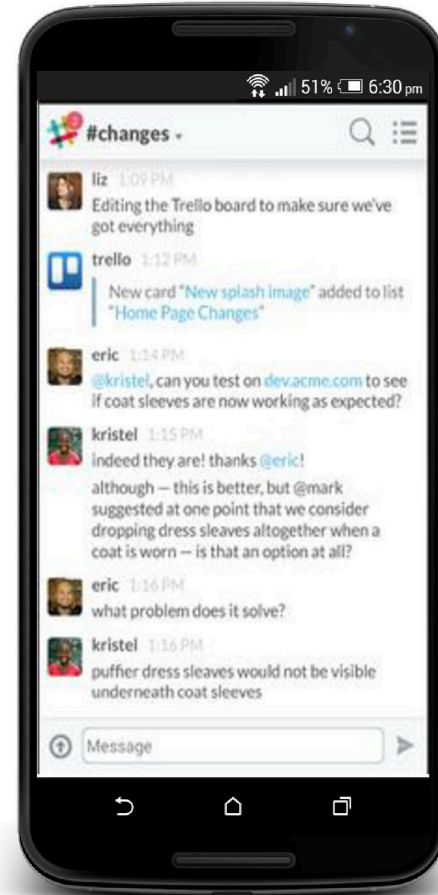 51% 6:30 pm
2
#changes
liz 1:09 PM
Editing the Trello board to make sure we've
got everything
trello 1:12 PM
New card "New splash image" added to list
"Home Page Changes"
eric 1:14 PM
@kristel, can you test on dev.acme.com to see
if coat sleeves are now working as expected?
kristel 1:15 PM
indeed they are! thanks @eric!
although — this is better, but @mark
suggested at one point that we consider
dropping dress sleaves altogether when a
coat is worn — is that an option at all?
eric 1:16 PM
what problem does it solve?
kristel 1:16 PM
puffier dress sleaves would not be visible
underneath coat sleeves
Message